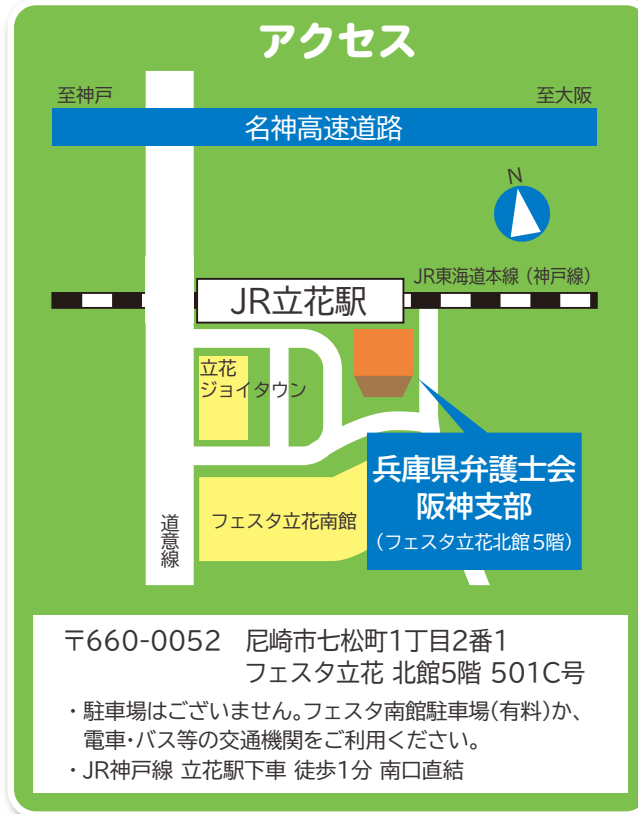 アクセス
至神戸
至大阪
名神高速道路
N
JR東海道本線(神戸線)
JR立花駅
立花
ジョイタウン
兵庫県弁護士会
阪神支部
(フェスタ立花北館5階)
フェスタ立花南館
道意線
〒660-0052 尼崎市七松町1丁目2番1
フェスタ立花 北館5階 501C号
・駐車場はございません。フェスタ南館駐車場(有料)か、
電車・バス等の交通機関をご利用ください。
・JR神戸線 立花駅下車 徒歩1分 南口直結